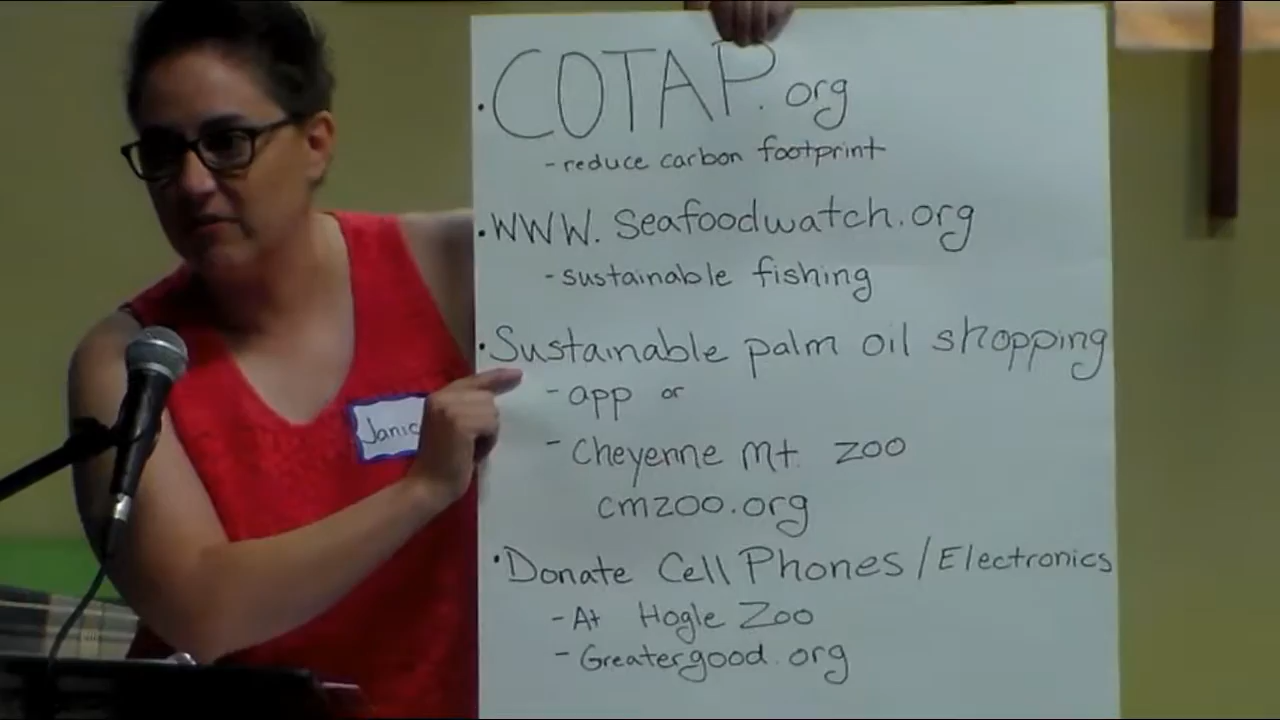 Janic
• COTAP.org
- reduce carbon footprint
• WWW.Seafoodwatch.org
- sustainable fishing
• Sustainable palm oil shopping
- app or
- Cheyenne Mt. ZOO
cmzoo.org
• Donate Cell Phones / Electronics
- At Hogle Zoo
- Greatergood.org